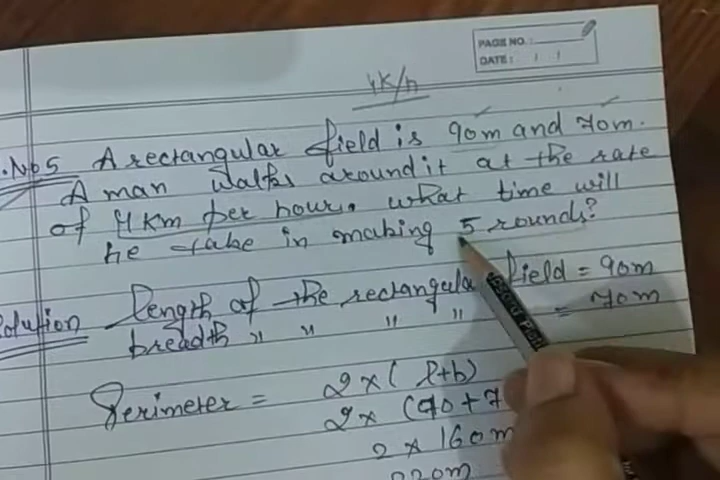 PAGE NO.:
DATE: / /
4K/h
.No5 A rectangular field is 90m and 70m.
A man walks around it at the rate
of 4Km per hour. what time will
he take in making 5 rounds?
Solution length of the rectangular field = 90m
breadth " " " " = 70m
Perimeter = 2 × ( l+b)
2 × (90+7
2 × 160m
320m